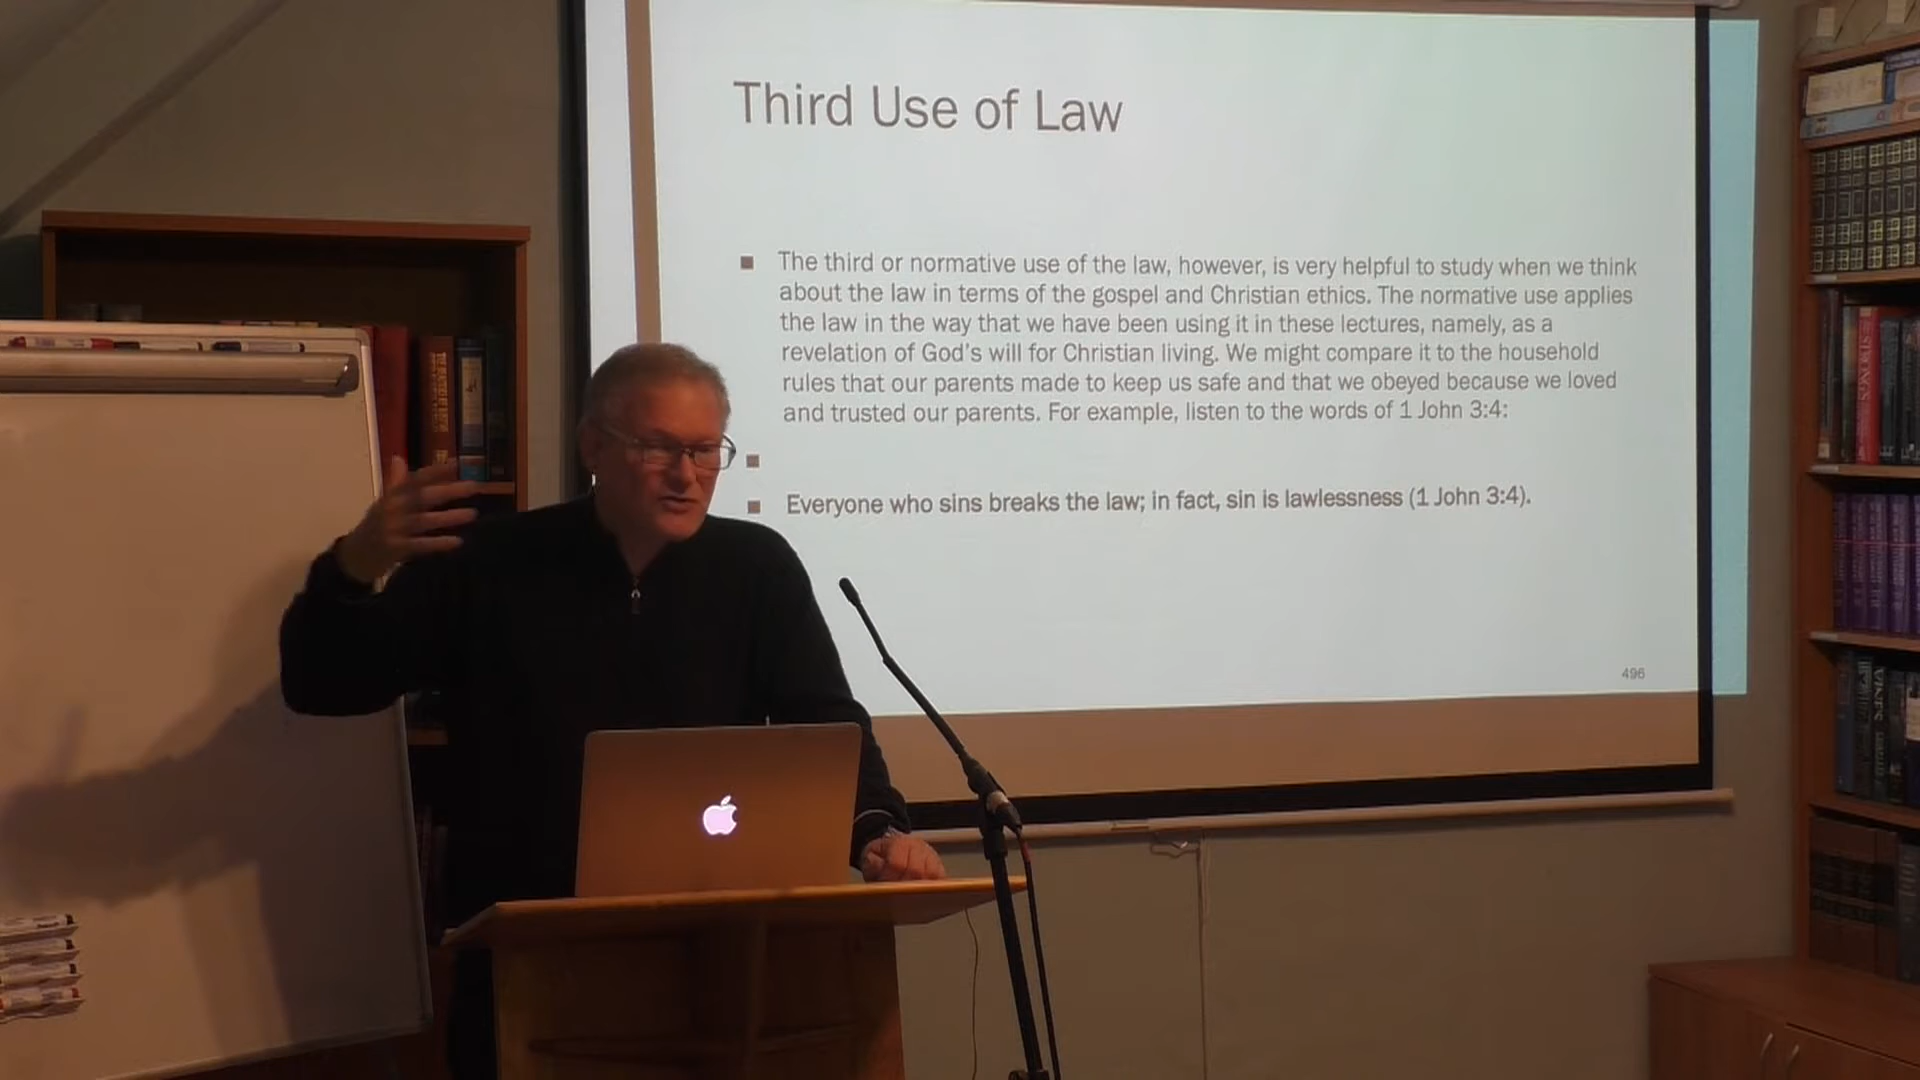 Third Use of Law
The third or normative use of the law, however, is very helpful to study when we think
about the law in terms of the gospel and Christian ethics. The normative use applies
the law in the way that we have been using it in these lectures, namely, as a
revelation of God's will for Christian living. We might compare it to the household
rules that our parents made to keep us safe and that we obeyed because we loved
and trusted our parents. For example, listen to the words of 1 John 3:4:
Everyone who sins breaks the law; in fact, sin is lawlessness (1 John 3:4).
496